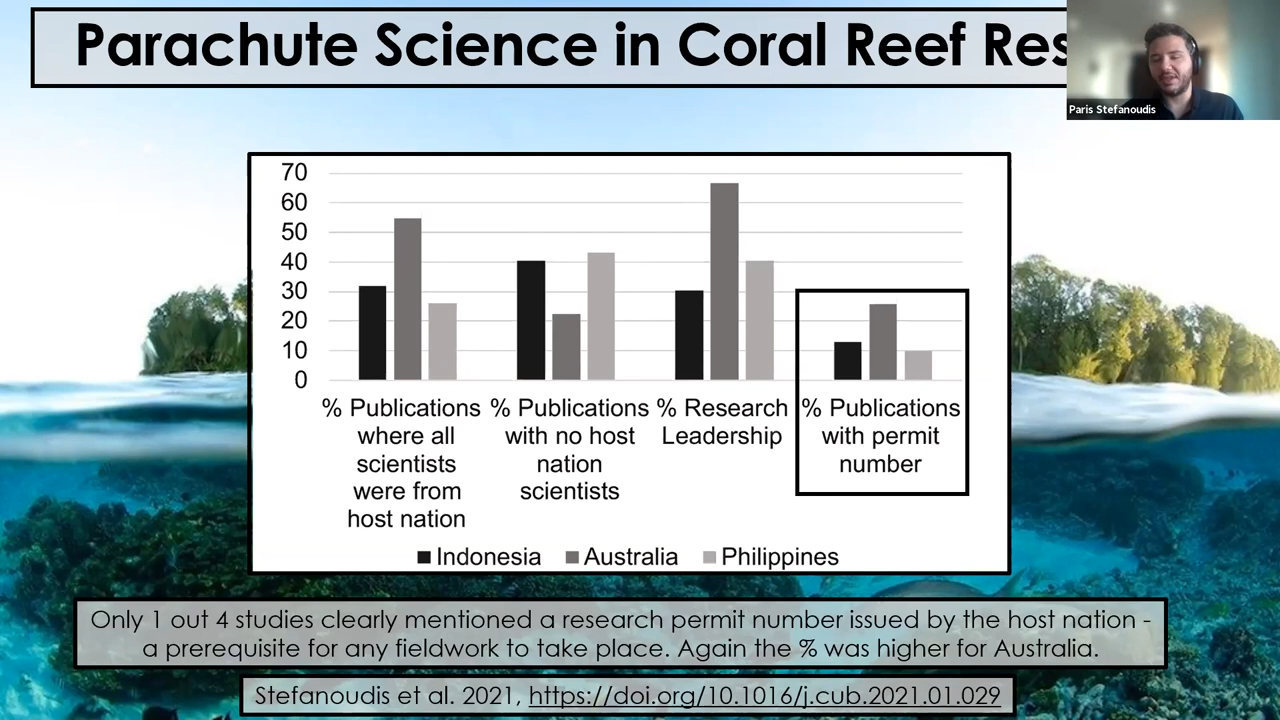 Parachute Science in Coral Reef Res
Paris Stefanoudis
70
60
50
40
30
20
10
0
% Publications where all scientists were from host nation
% Publications with no host nation scientists
% Research Leadership
% Publications with permit number
Indonesia Australia Philippines
Only 1 out 4 studies clearly mentioned a research permit number issued by the host nation -
a prerequisite for any fieldwork to take place. Again the % was higher for Australia.
Stefanoudis et al. 2021, https://doi.org/10.1016/j.cub.2021.01.029